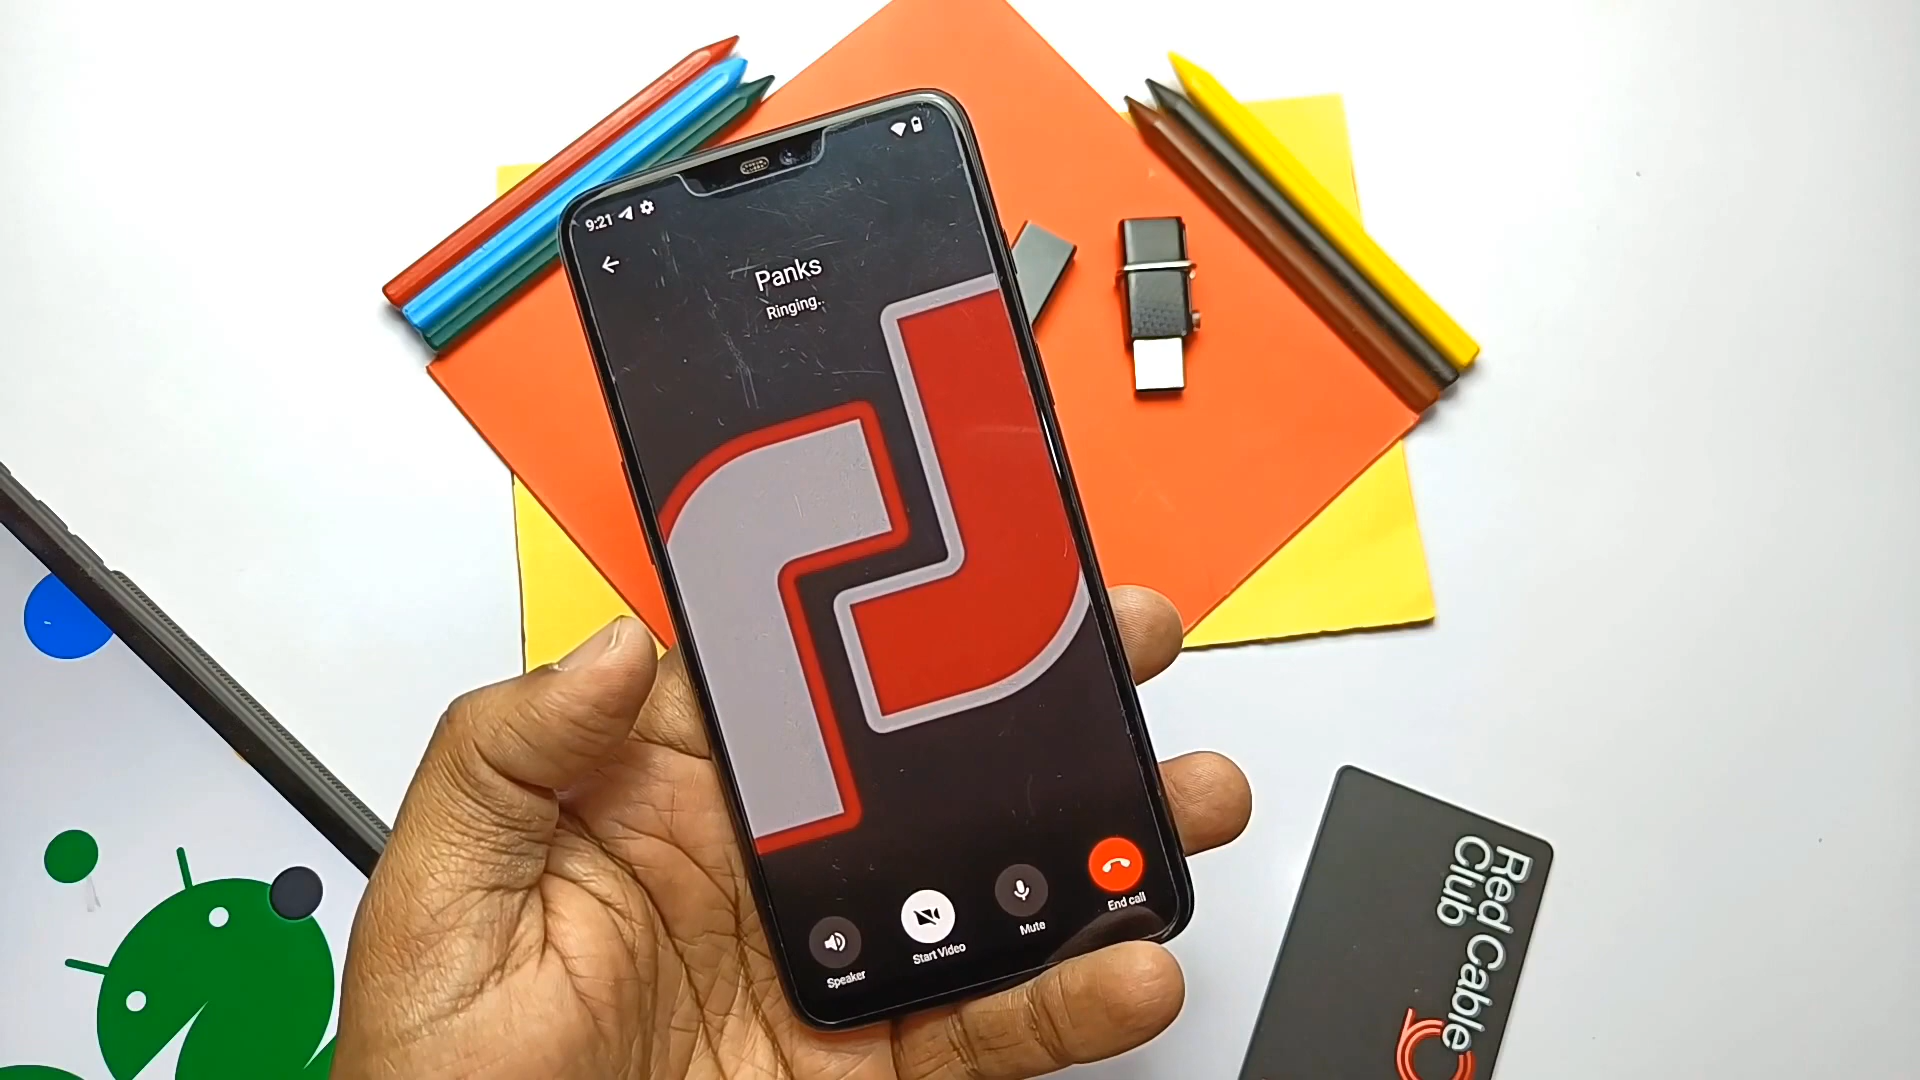 9:21
Panks
Ringing..
Speaker
Start Video
Mute
End call
Red Cable
Club